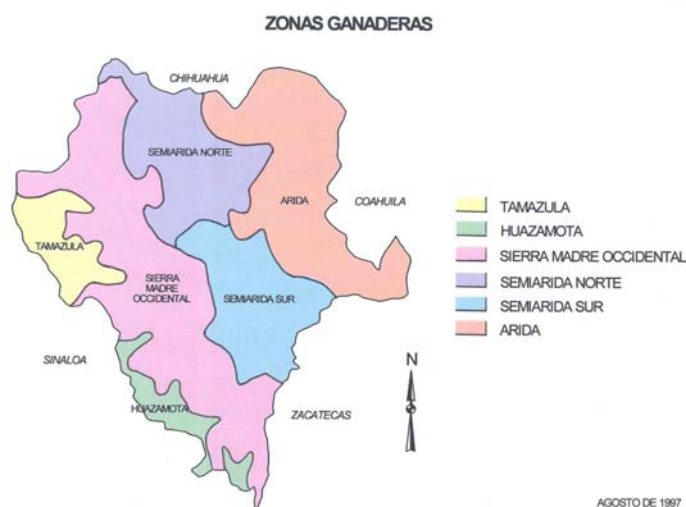 ZONAS GANADERAS
CHIHUAHUA
SEMIARIDA NORTE
ARIDA
COAHUILA
TAMAZULA
SIERRA
MADRE
OCCIDENTAL
SEMIARIDA SUR
SINALOA
HUAZAMOTA
ZACATECAS
TAMAZULA
HUAZAMOTA
SIERRA MADRE OCCIDENTAL
SEMIARIDA NORTE
SEMIARIDA SUR
ARIDA
N
AGOSTO DE 1997